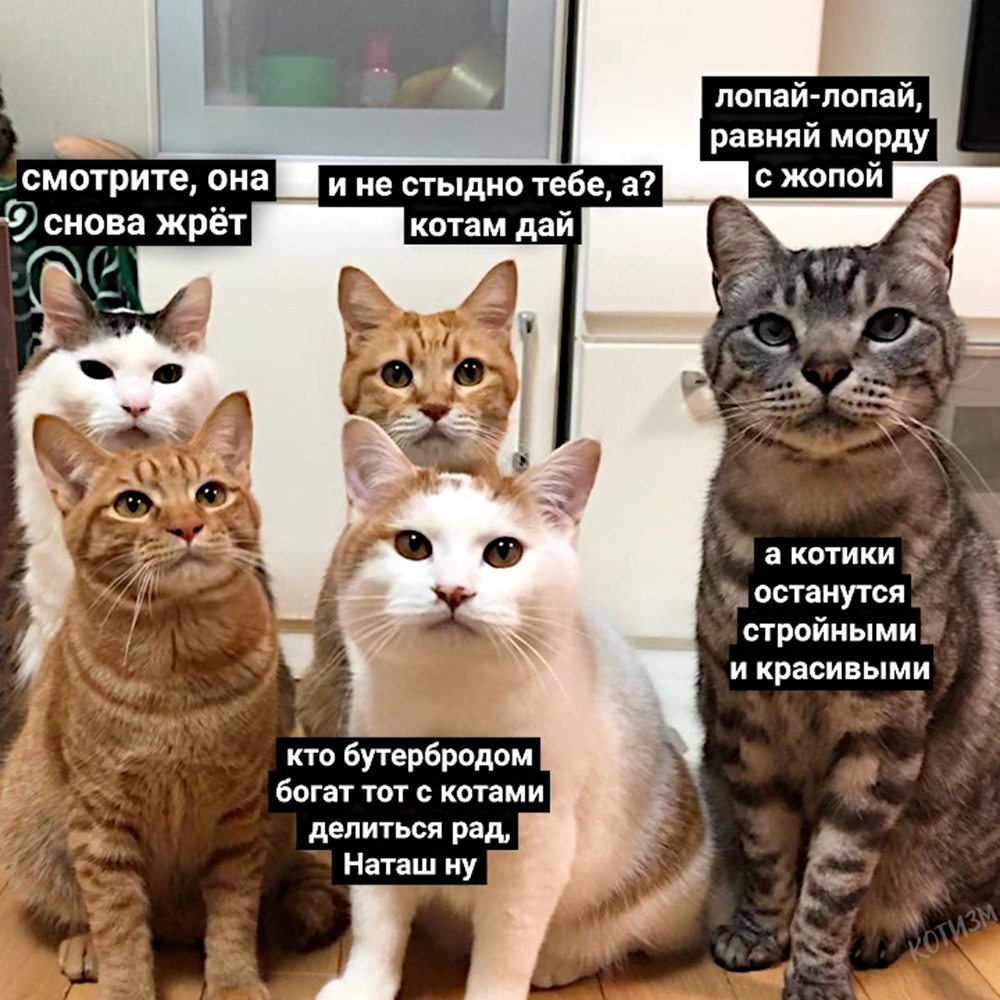 смотрите, она
снова жрёт
и не стыдно тебе, а?
котам дай
лопай-лопай,
равняй морду
с жопой
а котики
останутся
стройными
и красивыми
кто бутербродом
богат тот с котами
делиться рад,
Наташ ну
КОТИЗМ